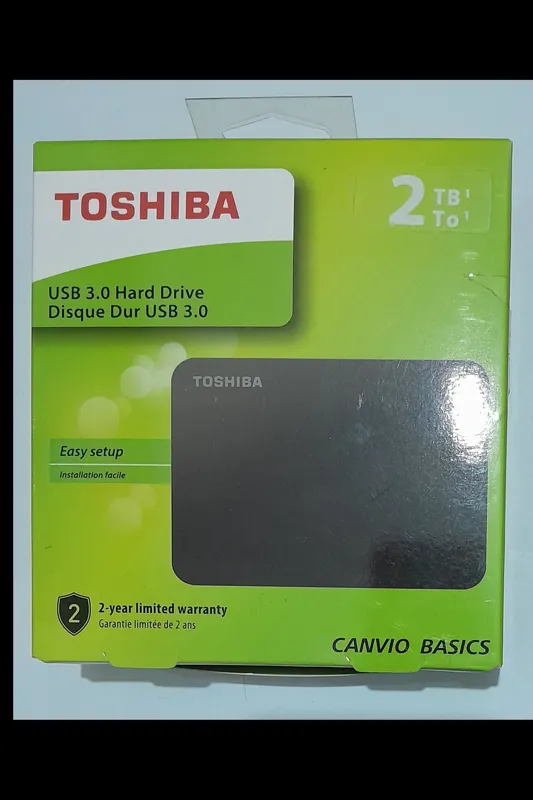 TOSHIBA
2 TB¹
To¹
USB 3.0 Hard Drive
Disque Dur USB 3.0
TOSHIBA
Easy setup
Installation facile
2
2-year limited warranty
Garantie limitée de 2 ans
CANVIO BASICS